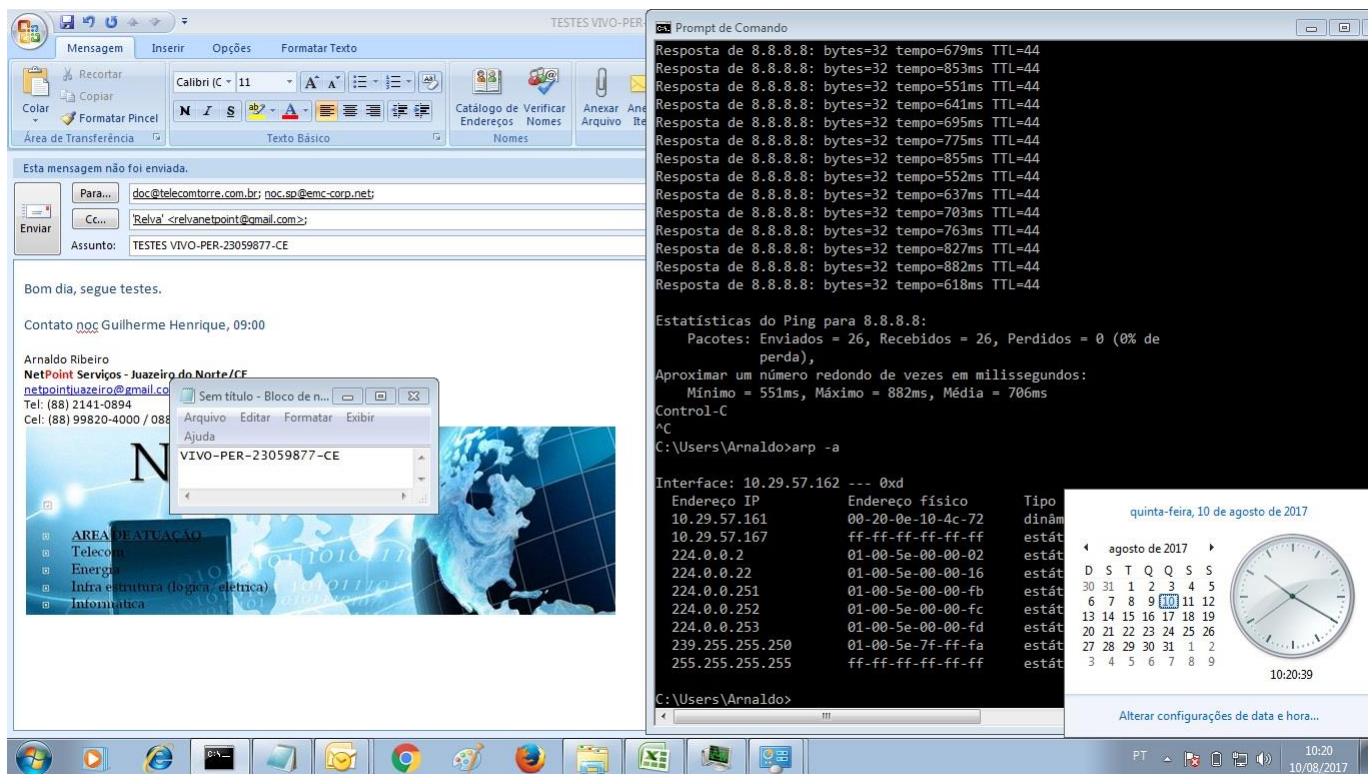 TESTES VIVO-PER-
Mensagem Inserir Opções Formatar Texto
Colar
Recortar
Copiar
Formatar Pincel
Área de Transferência
Calibri (C 11
N I S
Texto Básico
Catálogo de Endereços
Verificar Nomes
Nomes
Anexar Arquivo
Esta mensagem não foi enviada.
Enviar
Para... doc@telecomtorre.com.br; noc.sp@emc-corp.net;
Cc... 'Relva' <relvanetpoint@gmail.com>;
Assunto: TESTES VIVO-PER-23059877-CE
Bom dia, segue testes.
Contato noc Guilherme Henrique, 09:00
Arnaldo Ribeiro
NetPoint Serviços - Juazeiro do Norte/CE
netpointjuazeiro@gmail.co
Tel: (88) 2141-0894
Cel: (88) 99820-4000 / 088
N
AREA DE ATUAÇÃO
Telecom
Energia
Infra estrutura (logica, eletrica)
Informatica
Sem título - Bloco de n...
Arquivo Editar Formatar Exibir
Ajuda
VIVO-PER-23059877-CE
Prompt de Comando
Resposta de 8.8.8.8: bytes=32 tempo=679ms TTL=44
Resposta de 8.8.8.8: bytes=32 tempo=853ms TTL=44
Resposta de 8.8.8.8: bytes=32 tempo=551ms TTL=44
Resposta de 8.8.8.8: bytes=32 tempo=641ms TTL=44
Resposta de 8.8.8.8: bytes=32 tempo=695ms TTL=44
Resposta de 8.8.8.8: bytes=32 tempo=775ms TTL=44
Resposta de 8.8.8.8: bytes=32 tempo=855ms TTL=44
Resposta de 8.8.8.8: bytes=32 tempo=552ms TTL=44
Resposta de 8.8.8.8: bytes=32 tempo=637ms TTL=44
Resposta de 8.8.8.8: bytes=32 tempo=703ms TTL=44
Resposta de 8.8.8.8: bytes=32 tempo=763ms TTL=44
Resposta de 8.8.8.8: bytes=32 tempo=827ms TTL=44
Resposta de 8.8.8.8: bytes=32 tempo=882ms TTL=44
Resposta de 8.8.8.8: bytes=32 tempo=618ms TTL=44
Estatísticas do Ping para 8.8.8.8:
Pacotes: Enviados = 26, Recebidos = 26, Perdidos = 0 (0% de
perda),
Aproximar um número redondo de vezes em milissegundos:
Mínimo = 551ms, Máximo = 882ms, Média = 706ms
Control-C
^C
C:\Users\Arnaldo>arp -a
Interface: 10.29.57.162 --- 0xd
Endereço IP Endereço físico Tipo
10.29.57.161 00-20-0e-10-4c-72 dinâm
10.29.57.167 ff-ff-ff-ff-ff-ff estát
224.0.0.2 01-00-5e-00-00-02 estát
224.0.0.22 01-00-5e-00-00-16 estát
224.0.0.251 01-00-5e-00-00-fb estát
224.0.0.252 01-00-5e-00-00-fc estát
224.0.0.253 01-00-5e-00-00-fd estát
239.255.255.250 01-00-5e-7f-ff-fa estát
255.255.255.255 ff-ff-ff-ff-ff-ff estát
C:\Users\Arnaldo>
quinta-feira, 10 de agosto de 2017
agosto de 2017
D S T Q Q S S
30 31 1 2 3 4 5
6 7 8 9 10 11 12
13 14 15 16 17 18 19
20 21 22 23 24 25 26
27 28 29 30 31 1 2
3 4 5 6 7 8 9
10:20:39
Alterar configurações de data e hora...
PT
10:20
10/08/2017